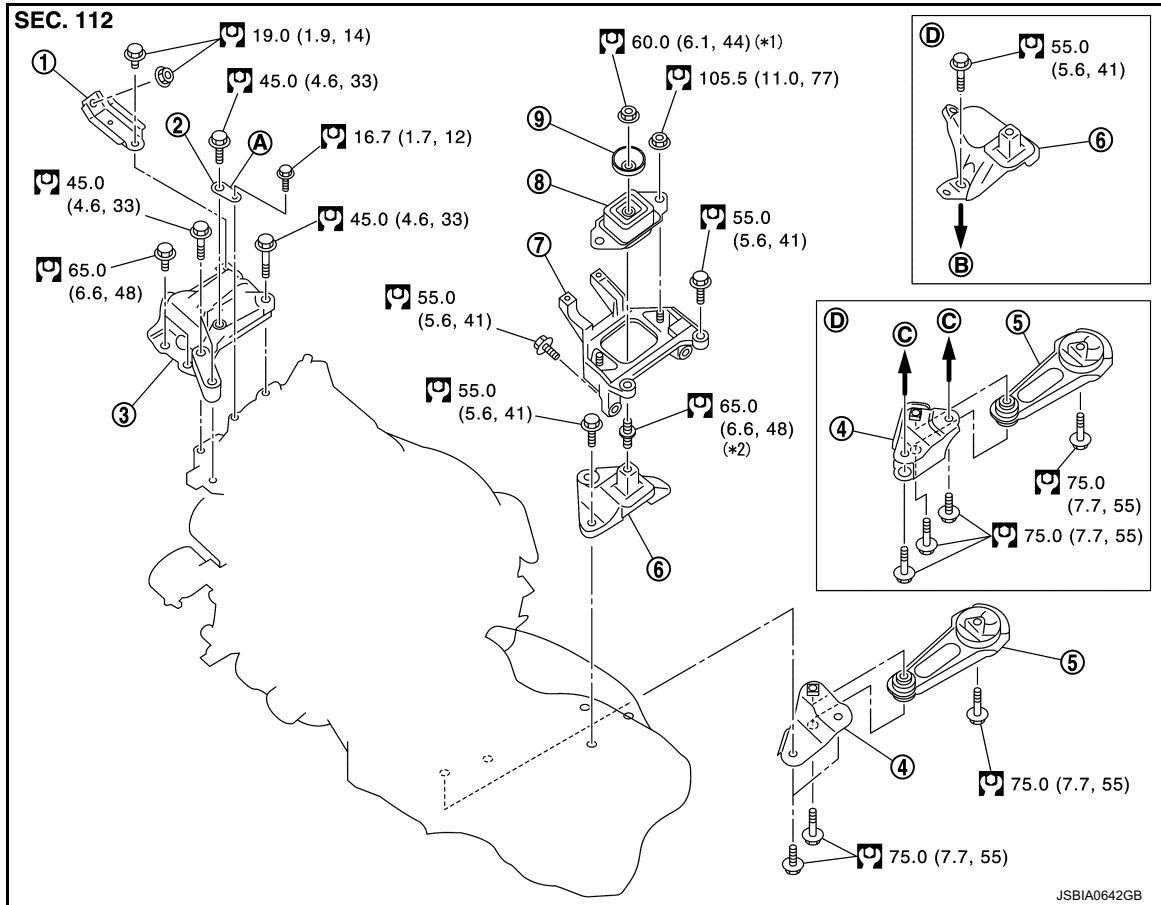 SEC. 112
19.0 (1.9, 14)
1
45.0 (4.6, 33)
2
A
16.7 (1.7, 12)
45.0
(4.6, 33)
45.0 (4.6, 33)
65.0
(6.6, 48)
3
60.0 (6.1, 44) (*1)
105.5 (11.0, 77)
9
8
7
55.0
(5.6, 41)
55.0
(5.6, 41)
55.0
(5.6, 41)
65.0
(6.6, 48)
(*2)
6
D
55.0
(5.6, 41)
6
B
D
C
C
5
4
75.0
(7.7, 55)
75.0 (7.7, 55)
5
4
75.0 (7.7, 55)
75.0 (7.7, 55)
JSBIA0642GB